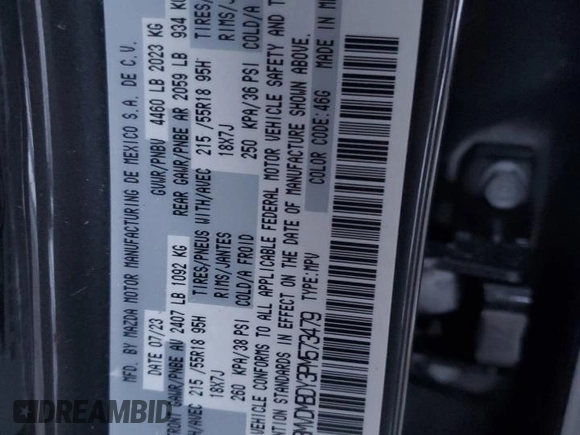 MFD. BY MAZDA MOTOR MANUFACTURING DE MEXICO S.A. DE C.V.
DATE 07/23 GVWR/PNBV 4460 LB 2023 KG
GAWR/PNBE AV 2407 LB 1092 KG REAR GAWR/PNBE AR 2059 LB 934
215 /55R18 95H TIRES/PNEUS WITH/AVEC 215 /55R18 95H
18X7J RIMS/JANTES 18X7J
260 KPA/38 PSI COLD/A FROID 250 KPA/36 PSI COLD/A
VEHICLE CONFORMS TO ALL APPLICABLE FEDERAL MOTOR VEHICLE SAFETY AND
STANDARDS IN EFFECT ON THE DATE OF MANUFACTURE SHOWN ABOVE.
COLOR CODE:46G MADE IN
TYPE:MPV
DREAMBID